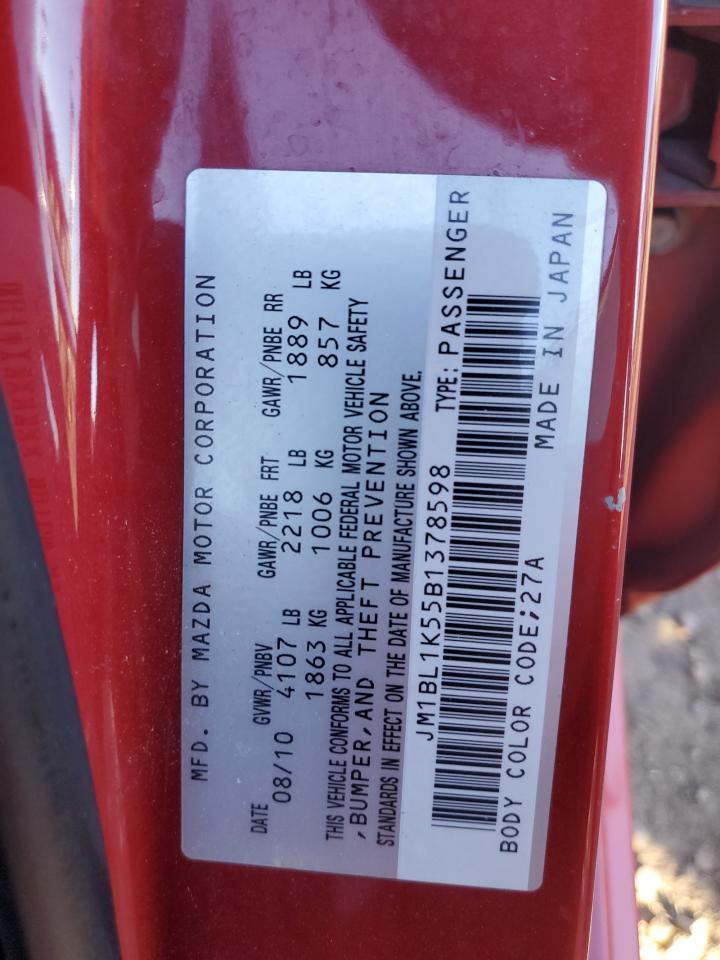 MFD. BY MAZDA MOTOR CORPORATION
DATE GVWR/PNBV GAWR/PNBE FRT GAWR/PNBE RR
08/10 4107 LB 2218 LB 1889 LB
1863 KG 1006 KG 857 KG
THIS VEHICLE CONFORMS TO ALL APPLICABLE FEDERAL MOTOR VEHICLE SAFETY
,BUMPER,AND THEFT PREVENTION
STANDARDS IN EFFECT ON THE DATE OF MANUFACTURE SHOWN ABOVE.
JM1BL1K55B1378598 TYPE: PASSENGER
BODY COLOR CODE;27A MADE IN JAPAN